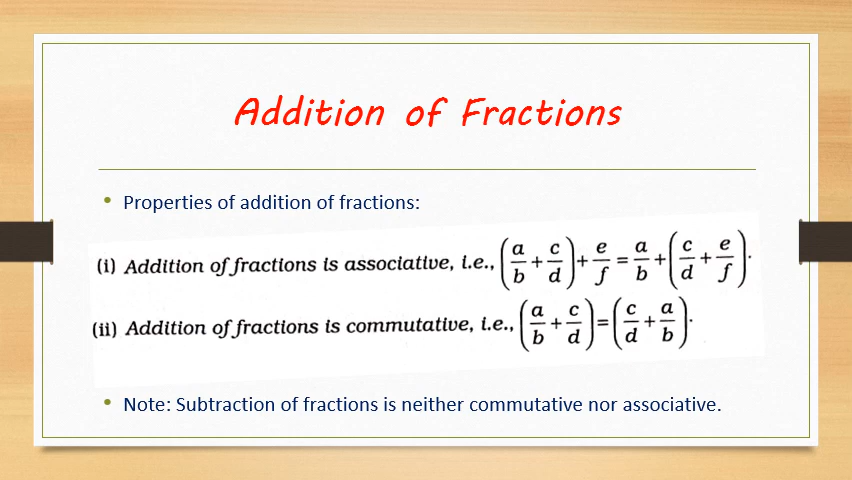 Addition of Fractions
• Properties of addition of fractions:
(i) Addition of fractions is associative, i.e., (a/b + c/d) + e/f = a/b + (c/d + e/f).
(ii) Addition of fractions is commutative, i.e., (a/b + c/d) = (c/d + a/b).
• Note: Subtraction of fractions is neither commutative nor associative.